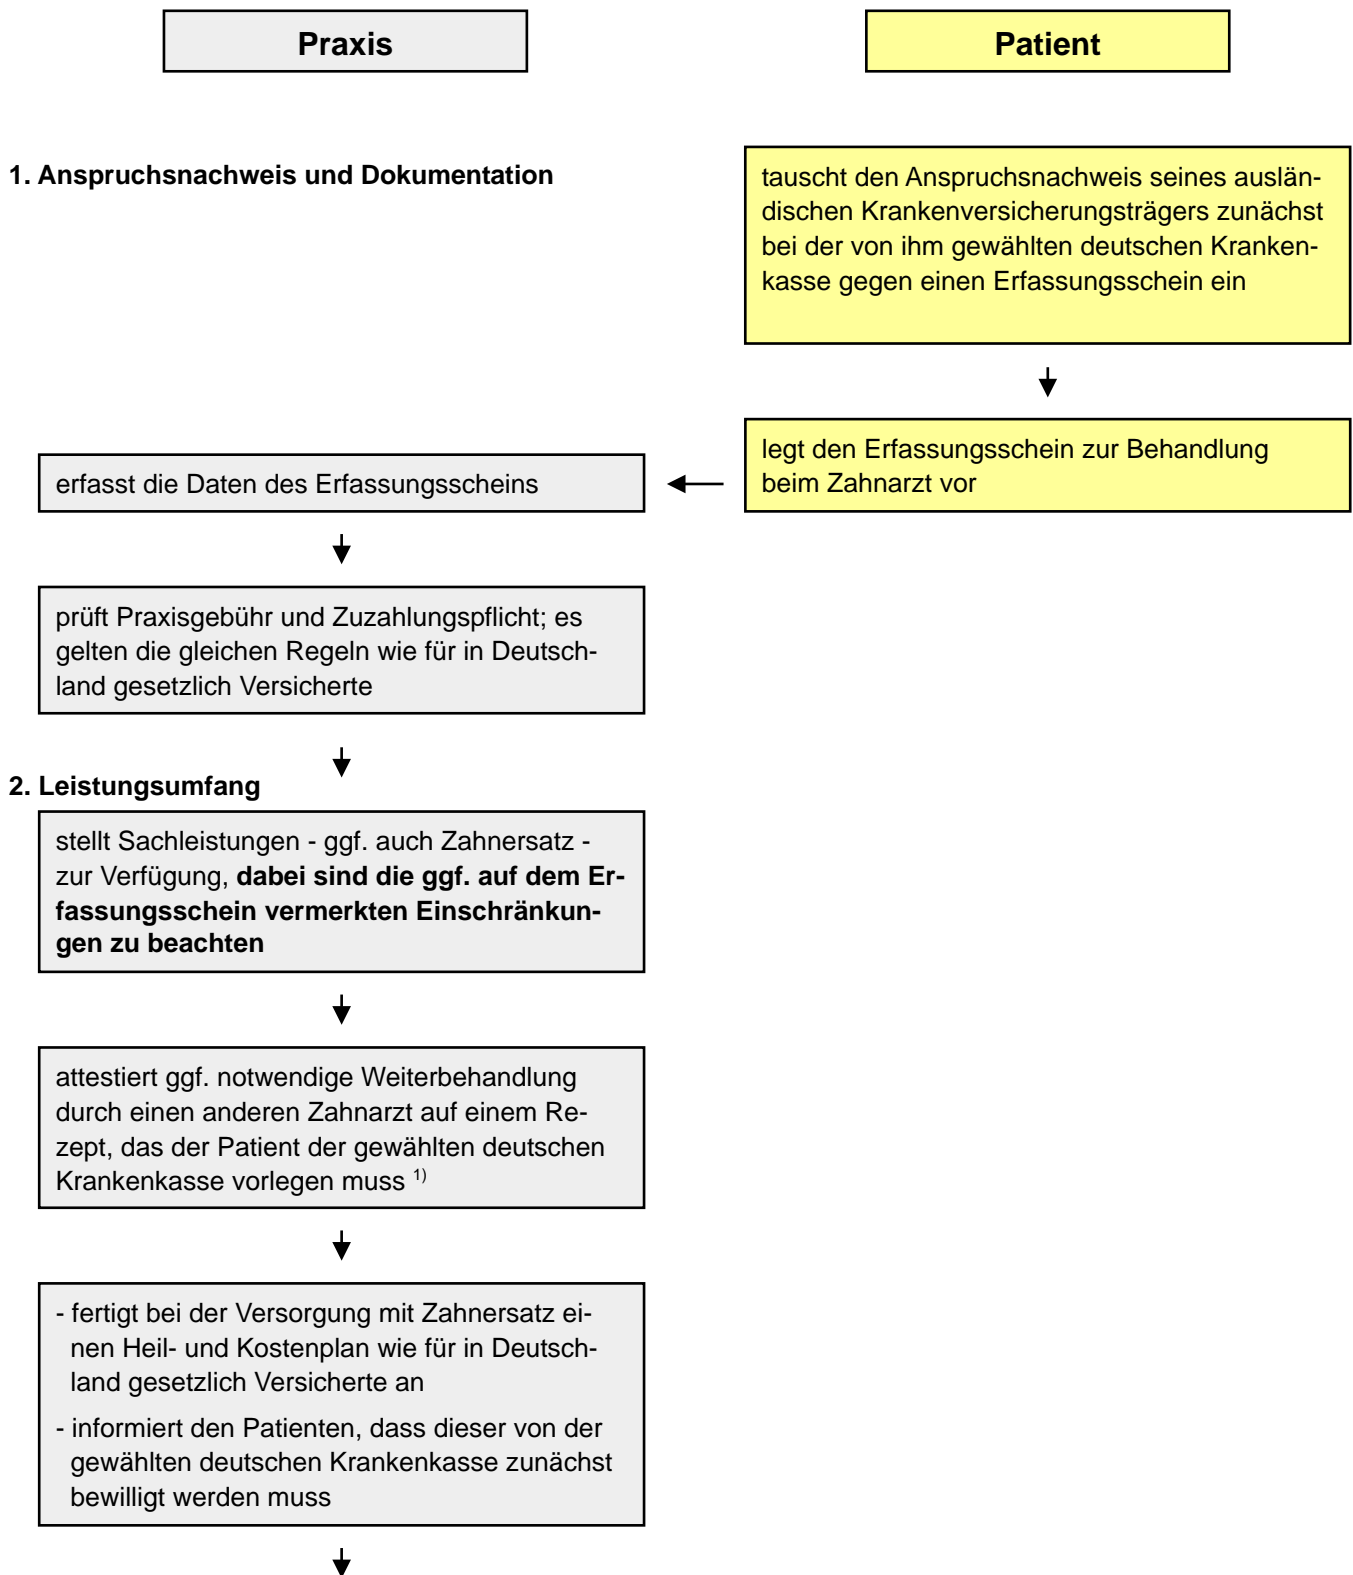 Praxis
Patient
1. Anspruchsnachweis und Dokumentation
tauscht den Anspruchsnachweis seines auslän-
dischen Krankenversicherungsträgers zunächst
bei der von ihm gewählten deutschen Kranken-
kasse gegen einen Erfassungsschein ein
legt den Erfassungsschein zur Behandlung
beim Zahnarzt vor
erfasst die Daten des Erfassungsscheins
prüft Praxisgebühr und Zuzahlungspflicht; es
gelten die gleichen Regeln wie für in Deutsch-
land gesetzlich Versicherte
2. Leistungsumfang
stellt Sachleistungen - ggf. auch Zahnersatz -
zur Verfügung, dabei sind die ggf. auf dem Er-
fassungsschein vermerkten Einschränkun-
gen zu beachten
attestiert ggf. notwendige Weiterbehandlung
durch einen anderen Zahnarzt auf einem Re-
zept, das der Patient der gewählten deutschen
Krankenkasse vorlegen muss 1)
- fertigt bei der Versorgung mit Zahnersatz ei-
nen Heil- und Kostenplan wie für in Deutsch-
land gesetzlich Versicherte an
- informiert den Patienten, dass dieser von der
gewählten deutschen Krankenkasse zunächst
bewilligt werden muss